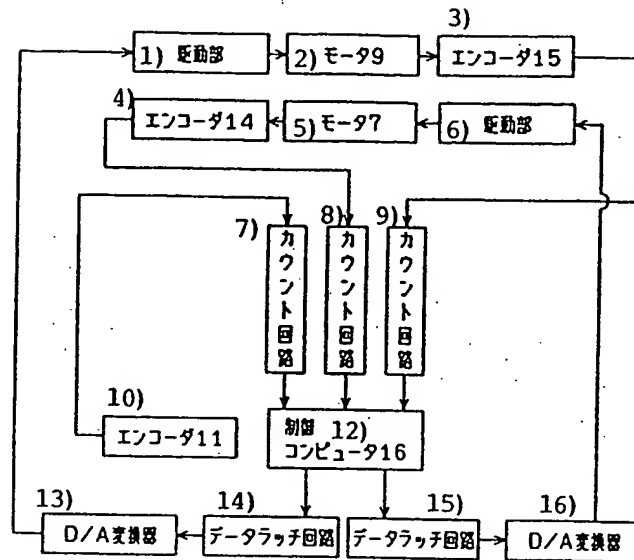 1) 駆動部
2) モータ9
3)
エンコーダ15
4)
エンコーダ14
5) モータ7
6) 駆動部
7)
カウント回路
8)
カウント回路
9)
カウント回路
10)
エンコーダ11
制御 12)
コンピュータ16
13)
D/A変換器
14)
データラッチ回路
15)
データラッチ回路
16)
D/A変換器